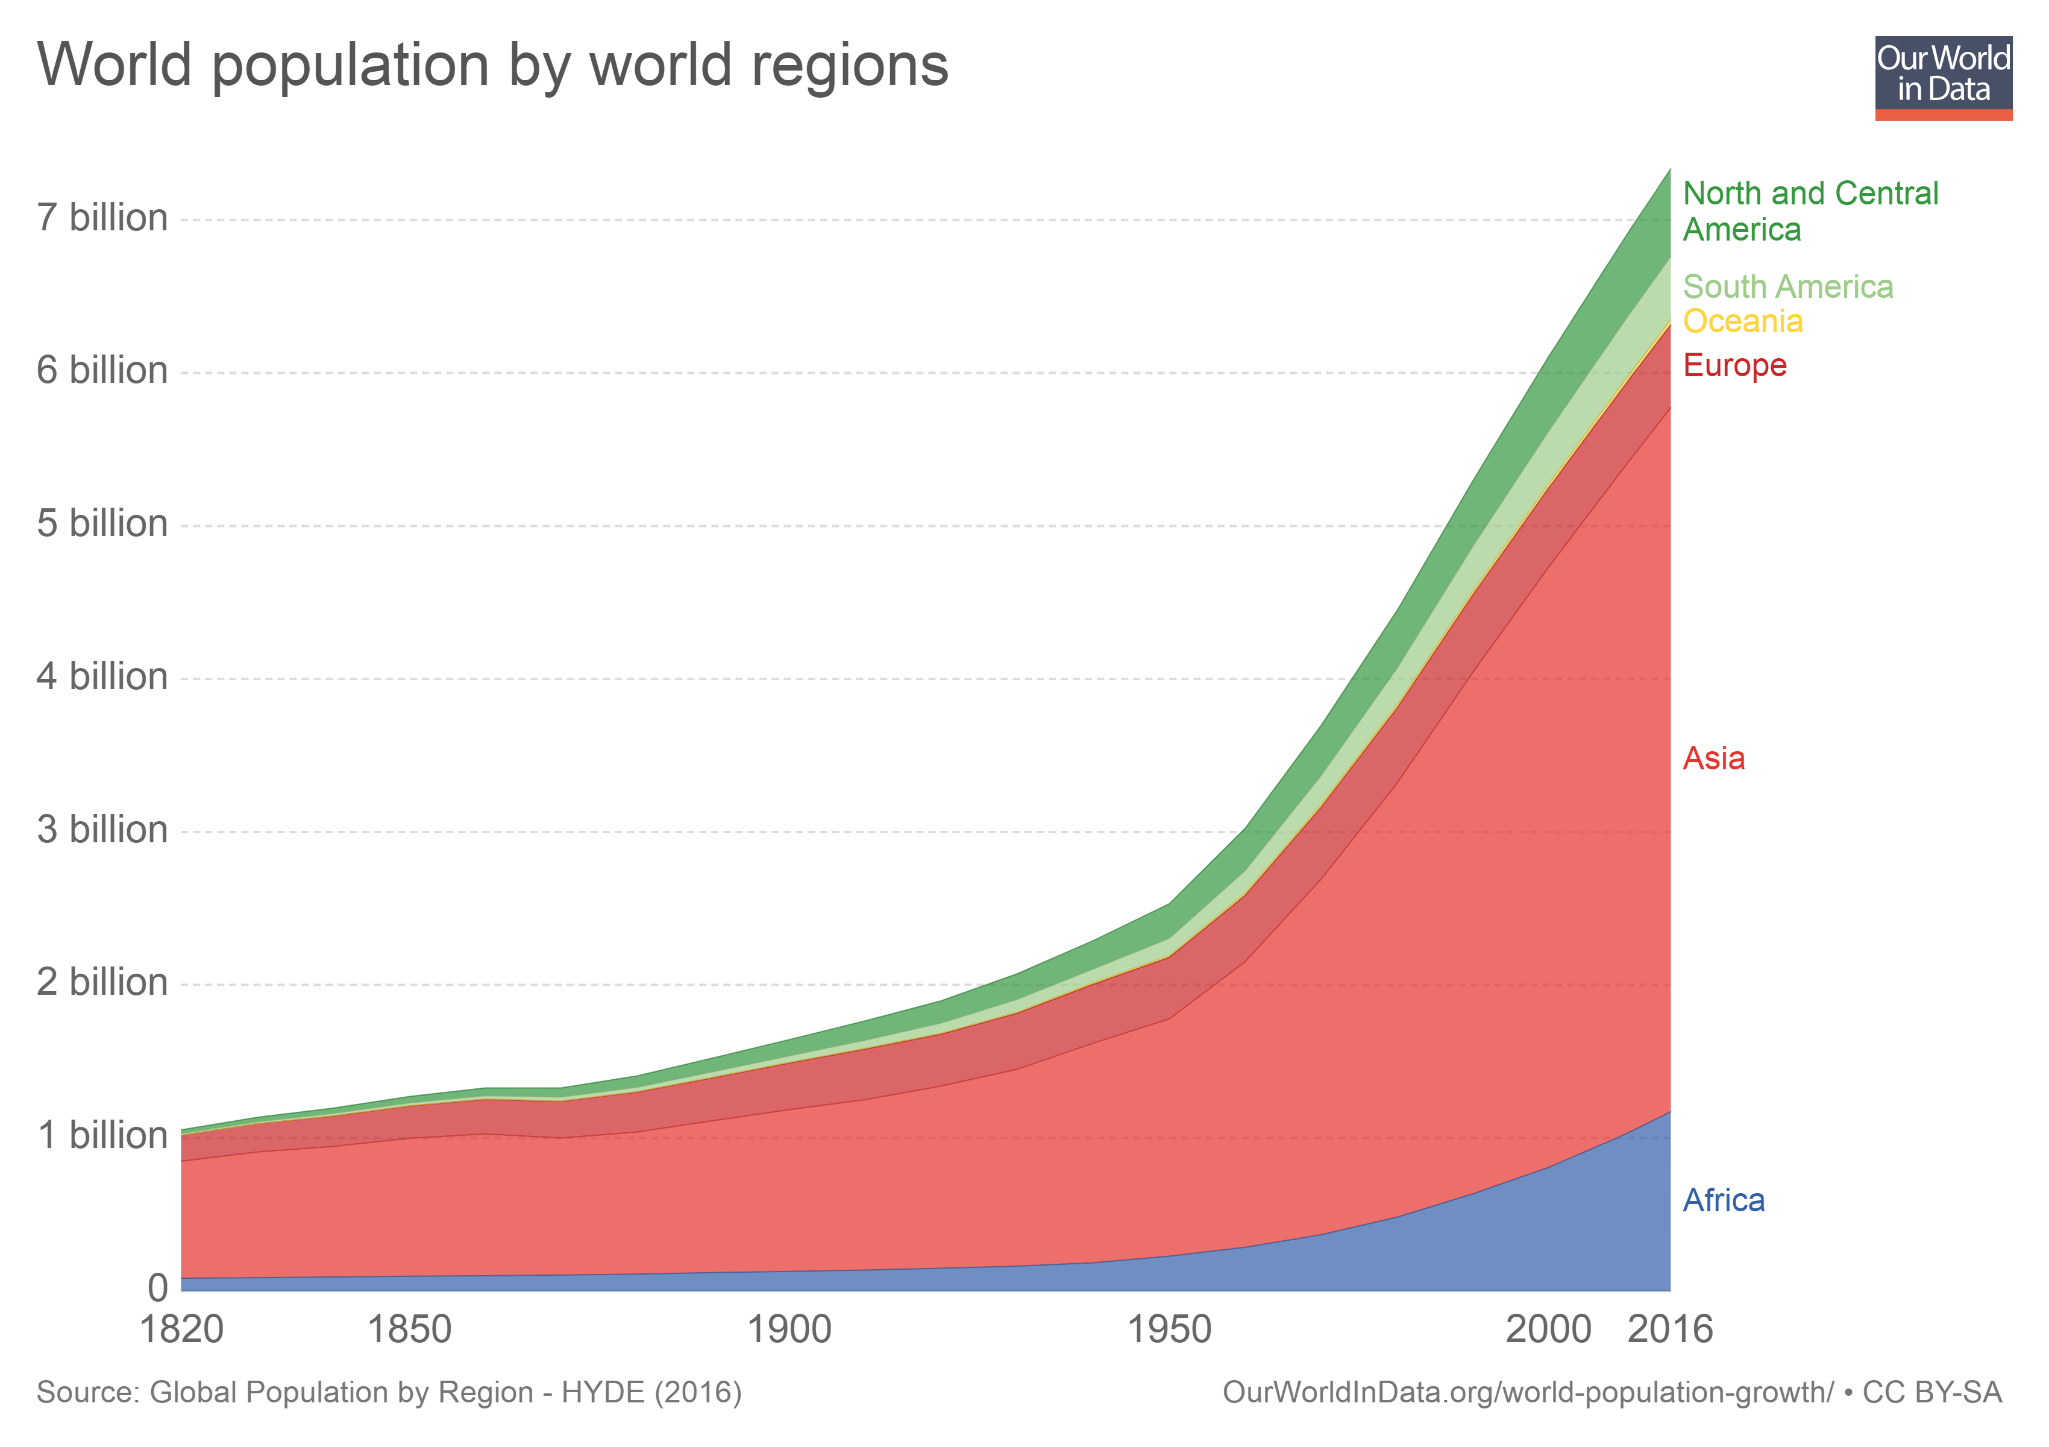 World population by world regions
Our World
in Data
7 billion
6 billion
5 billion
4 billion
3 billion
2 billion
1 billion
0
North and Central
America
South America
Oceania
Europe
Asia
Africa
1820 1850 1900 1950 2000 2016
Source: Global Population by Region - HYDE (2016)
OurWorldInData.org/world-population-growth/ • CC BY-SA